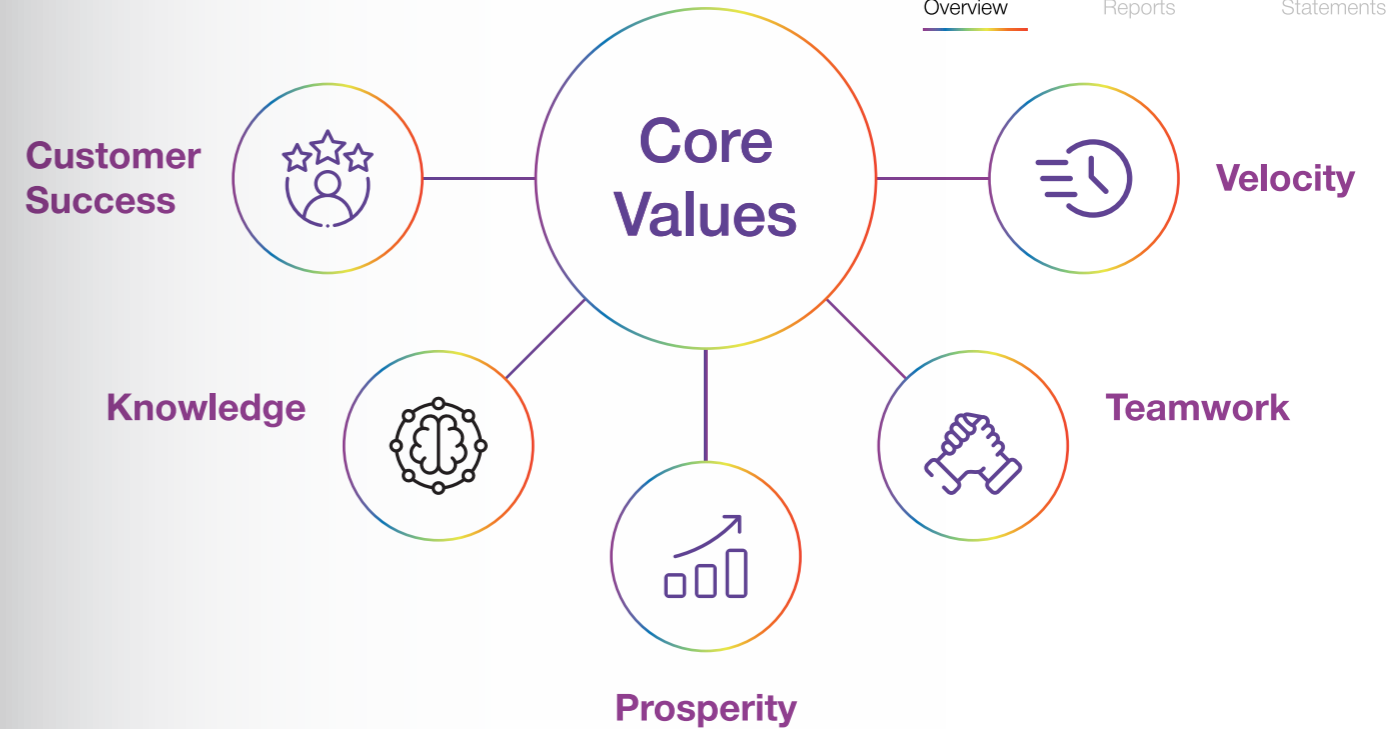 Overview Reports Statements
Core
Values
Customer
Success
Velocity
Knowledge
Teamwork
Prosperity